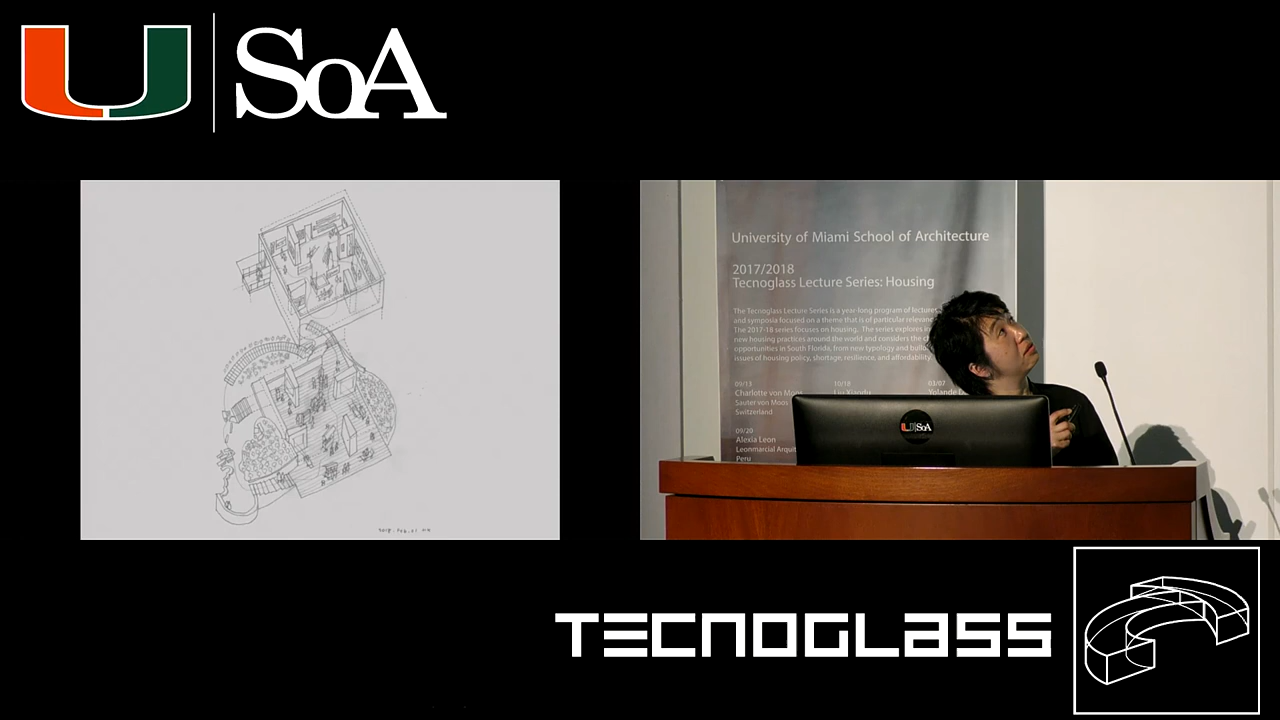 U SoA
University of Miami School of Architecture
2017/2018
Tecnoglass Lecture Series: Housing
The Tecnoglass Lecture Series is a year-long program of lectures
and symposia focused on a theme that is of particular
The 2017-18 series focuses on housing. The series explores
new housing practices around the world and considers the
opportunities in South Florida, from new typology and
issues of housing policy, shortage, resilience, and affordability.
09/13
Charlotte von Moos
Sauter von Moos
Switzerland
10/18
03/07
Yolande
09/20
Alexia Leon
Leonmarcial
Peru
U SoA
TECNOGLASS